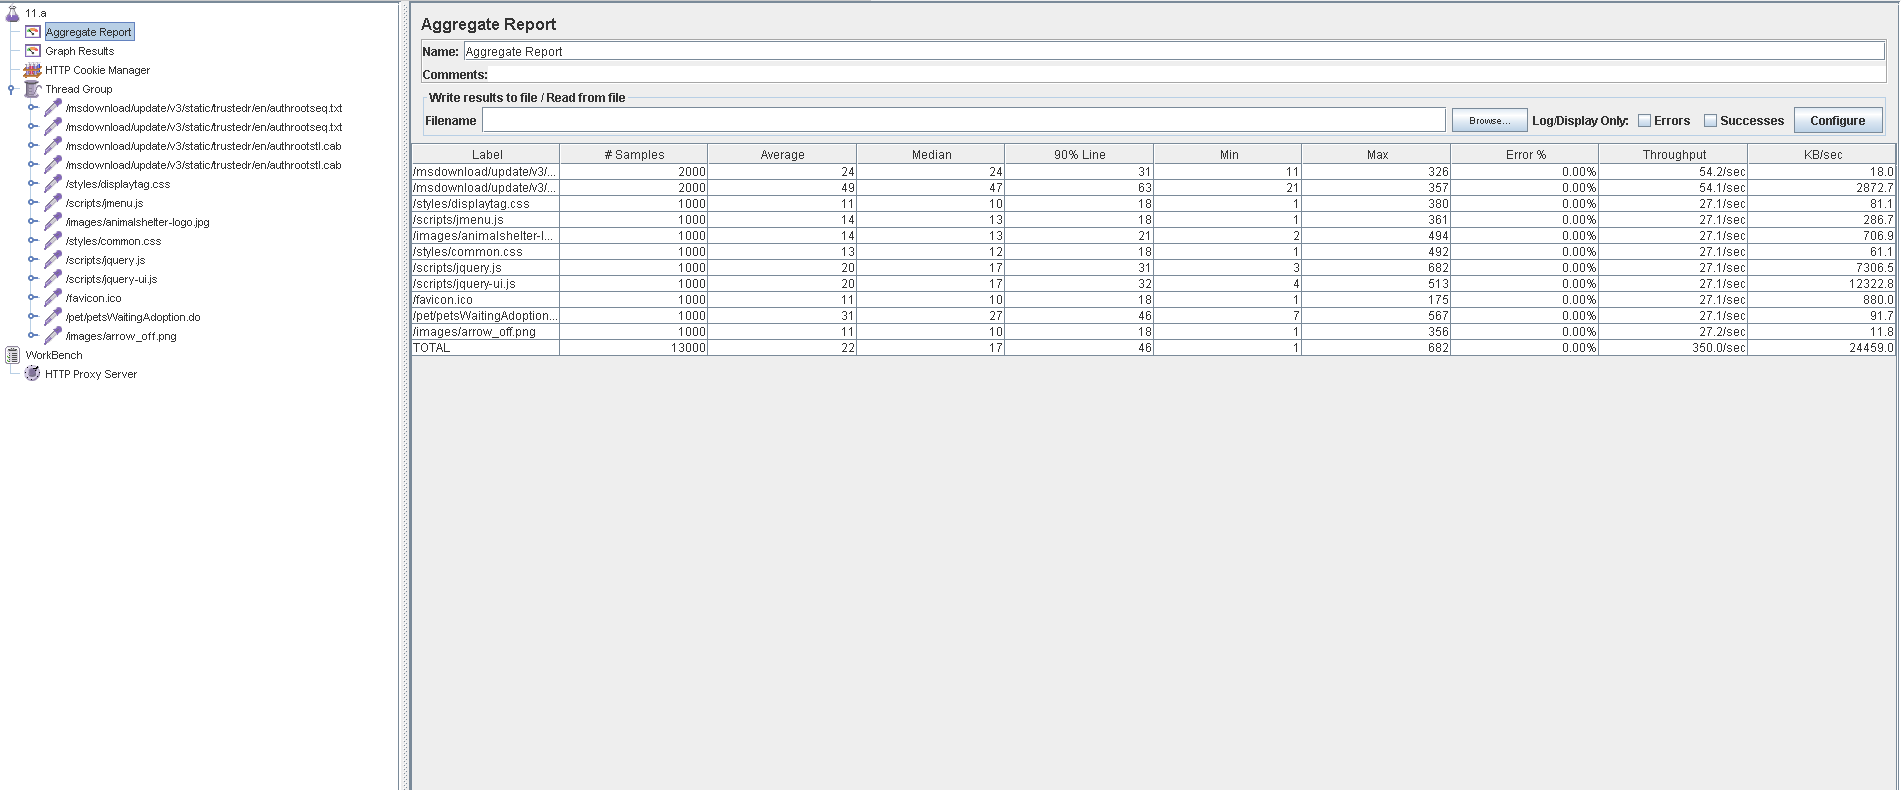 11.a
Aggregate Report
Graph Results
HTTP Cookie Manager
Thread Group
/msdownload/update/v3/static/trustedr/en/authrootseq.txt
/msdownload/update/v3/static/trustedr/en/authrootseq.txt
/msdownload/update/v3/static/trustedr/en/authrootstl.cab
/msdownload/update/v3/static/trustedr/en/authrootstl.cab
/styles/displaytag.css
/scripts/jmenu.js
/images/animalshelter-logo.jpg
/styles/common.css
/scripts/jquery.js
/scripts/jquery-ui.js
/favicon.ico
/pet/petsWaitingAdoption.do
/images/arrow_off.png
WorkBench
HTTP Proxy Server
Aggregate Report
Name: Aggregate Report
Comments:
Write results to file / Read from file
Filename Browse... Log/Display Only: Errors Successes Configure
Label # Samples Average Median 90% Line Min Max Error % Throughput KB/sec
/msdownload/update/v3/... 2000 24 24 31 11 326 0.00% 54.2/sec 18.0
/msdownload/update/v3/... 2000 49 47 63 21 357 0.00% 54.1/sec 2872.7
/styles/displaytag.css 1000 11 10 18 1 380 0.00% 27.1/sec 81.1
/scripts/jmenu.js 1000 14 13 18 1 361 0.00% 27.1/sec 286.7
/images/animalshelter-l... 1000 14 13 21 2 494 0.00% 27.1/sec 706.9
/styles/common.css 1000 13 12 18 1 492 0.00% 27.1/sec 61.1
/scripts/jquery.js 1000 20 17 31 3 682 0.00% 27.1/sec 7306.5
/scripts/jquery-ui.js 1000 20 17 32 4 513 0.00% 27.1/sec 12322.8
/favicon.ico 1000 11 10 18 1 175 0.00% 27.1/sec 880.0
/pet/petsWaitingAdoption... 1000 31 27 46 7 567 0.00% 27.1/sec 91.7
/images/arrow_off.png 1000 11 10 18 1 356 0.00% 27.2/sec 11.8
TOTAL 13000 22 17 46 1 682 0.00% 350.0/sec 24459.0